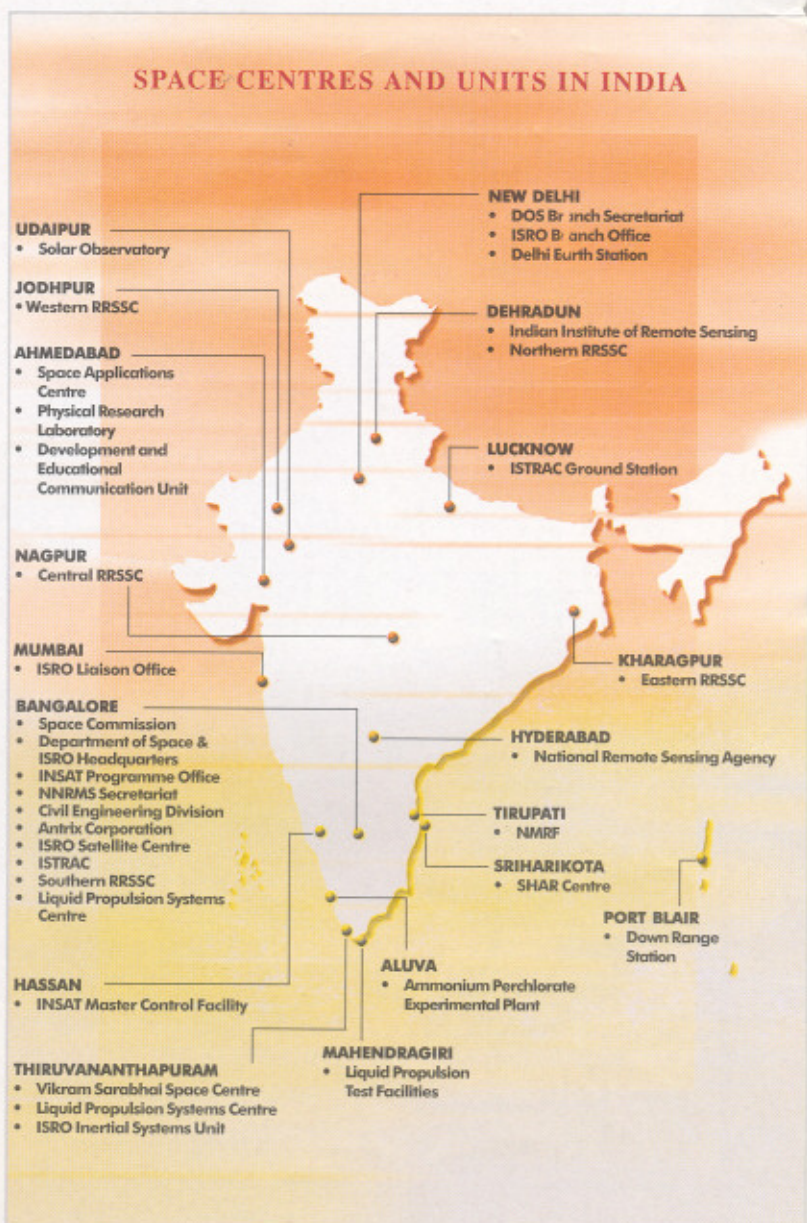 SPACE CENTRES AND UNITS IN INDIA
UDAIPUR
• Solar Observatory
JODHPUR
• Western RRSSC
AHMEDABAD
• Space Applications
Centre
• Physical Research
Laboratory
• Development and
Educational
Communication Unit
NAGPUR
• Central RRSSC
MUMBAI
• ISRO Liaison Office
BANGALORE
• Space Commission
• Department of Space &
ISRO Headquarters
• INSAT Programme Office
• NNRMS Secretariat
• Civil Engineering Division
• Antrix Corporation
• ISRO Satellite Centre
• ISTRAC
• Southern RRSSC
• Liquid Propulsion Systems
Centre
HASSAN
• INSAT Master Control Facility
THIRUVANANTHAPURAM
• Vikram Sarabhai Space Centre
• Liquid Propulsion Systems Centre
• ISRO Inertial Systems Unit
NEW DELHI
• DOS Branch Secretariat
• ISRO Branch Office
• Delhi Earth Station
DEHRADUN
• Indian Institute of Remote Sensing
• Northern RRSSC
LUCKNOW
• ISTRAC Ground Station
KHARAGPUR
• Eastern RRSSC
HYDERABAD
• National Remote Sensing Agency
TIRUPATI
• NMRF
SRIHARIKOTA
• SHAR Centre
PORT BLAIR
• Down Range
Station
ALUVA
• Ammonium Perchlorate
Experimental Plant
MAHENDRAGIRI
• Liquid Propulsion
Test Facilities